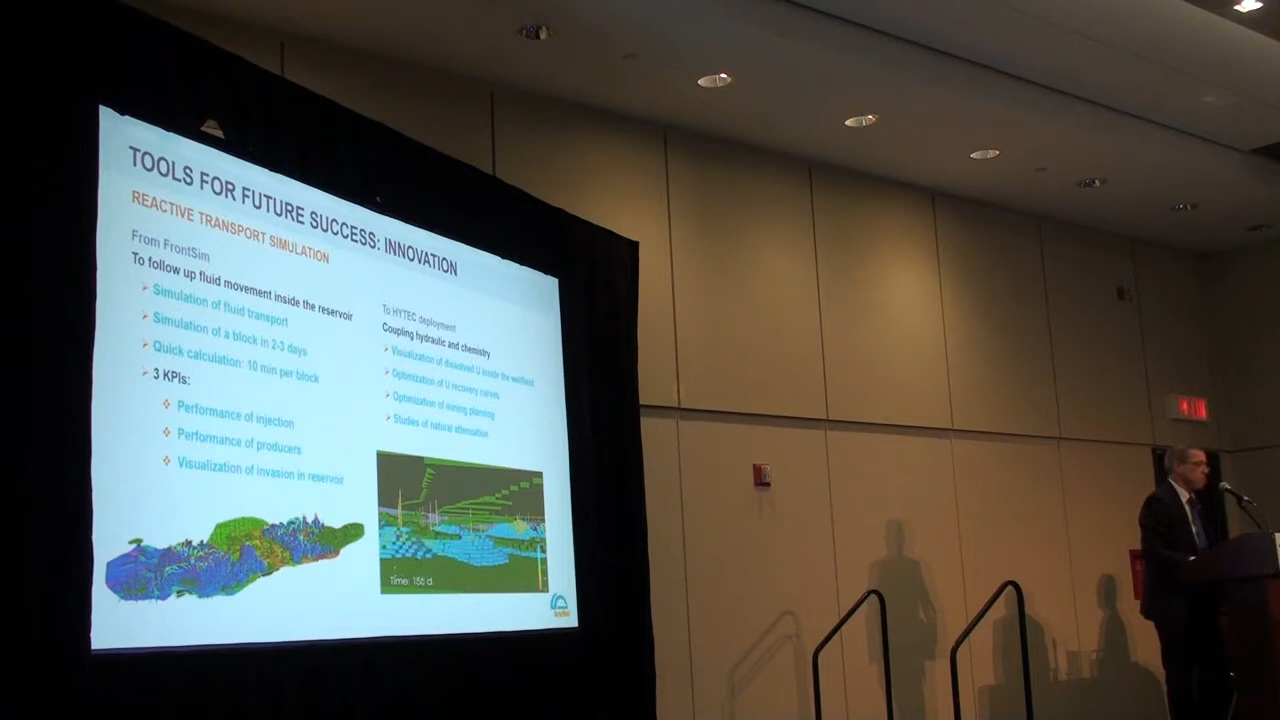 TOOLS FOR FUTURE SUCCESS: INNOVATION
REACTIVE TRANSPORT SIMULATION
From FrontSim
To follow up fluid movement inside the reservoir
Simulation of fluid transport
Simulation of a block in 2-3 days
Quick calculation: 10 min per block
3 KPIs:
Performance of injection
Performance of producers
Visualization of invasion in reservoir
To HYTEC deployment
Coupling hydraulic and chemistry
Visualization of dissolved U inside the wellfield
Optimization of U recovery curves
Optimization of mining planning
Studies of natural attenuation
Time: 156 d.
EXIT